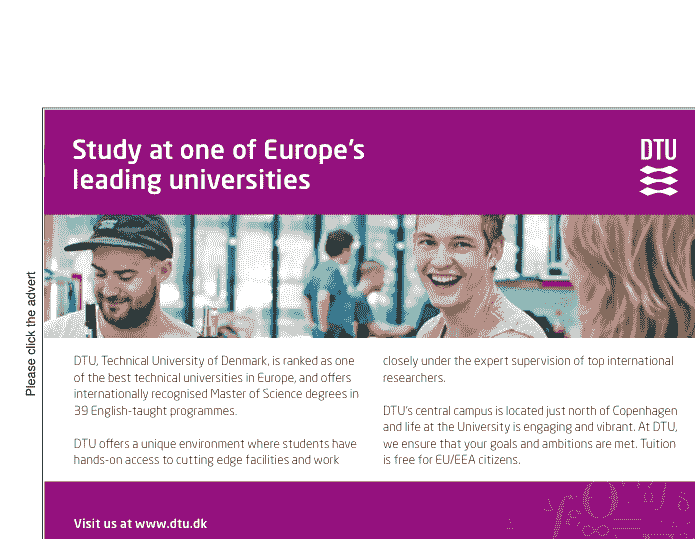 Study at one of Europe's
leading universities
DTU
Please click the advert
DTU, Technical University of Denmark, is ranked as one
of the best technical universities in Europe, and offers
internationally recognised Master of Science degrees in
39 English-taught programmes.
DTU offers a unique environment where students have
hands-on access to cutting edge facilities and work
closely under the expert supervision of top international
researchers.
DTU's central campus is located just north of Copenhagen
and life at the University is engaging and vibrant. At DTU,
we ensure that your goals and ambitions are met. Tuition
is free for EU/EEA citizens.
Visit us at www.dtu.dk